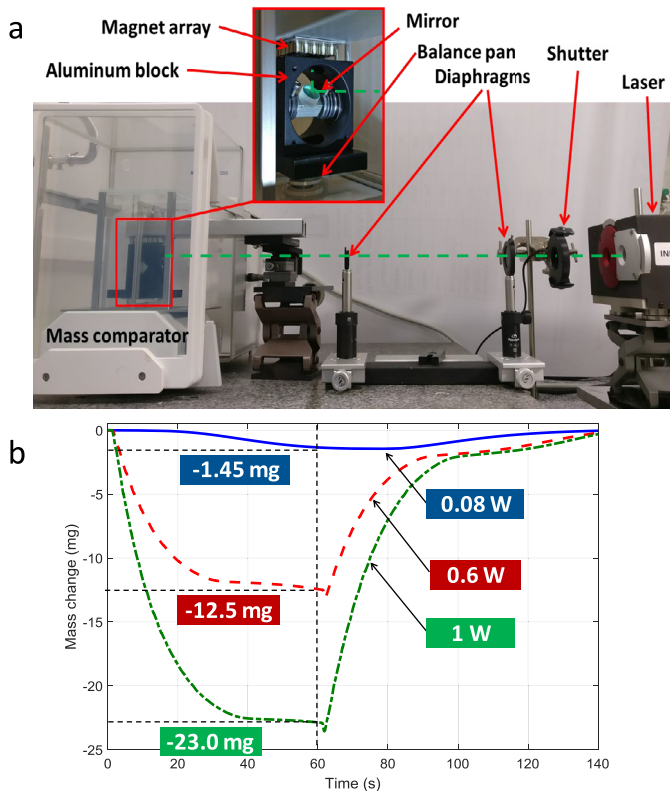 a
Magnet array
Mirror
Aluminum block
Balance pan
Diaphragms
Shutter
Laser
Mass comparator
b
0
-5
-10
-15
-20
-25
Mass change (mg)
-1.45 mg
0.08 W
-12.5 mg
0.6 W
1 W
-23.0 mg
0
20
40
60
80
100
120
140
Time (s)